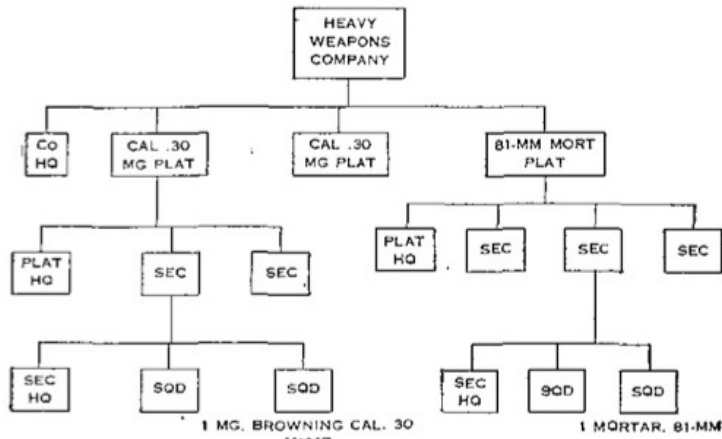 HEAVY
WEAPONS
COMPANY
Co
HQ
CAL .30
MG PLAT
CAL .30
MG PLAT
81-MM MORT
PLAT
PLAT
HQ
SEC
SEC
PLAT
HQ
SEC
SEC
SEC
SEC
HQ
SQD
SQD
SEC
HQ
SQD
SQD
1 MG, BROWNING CAL. 30
1 MORTAR, 81-MM